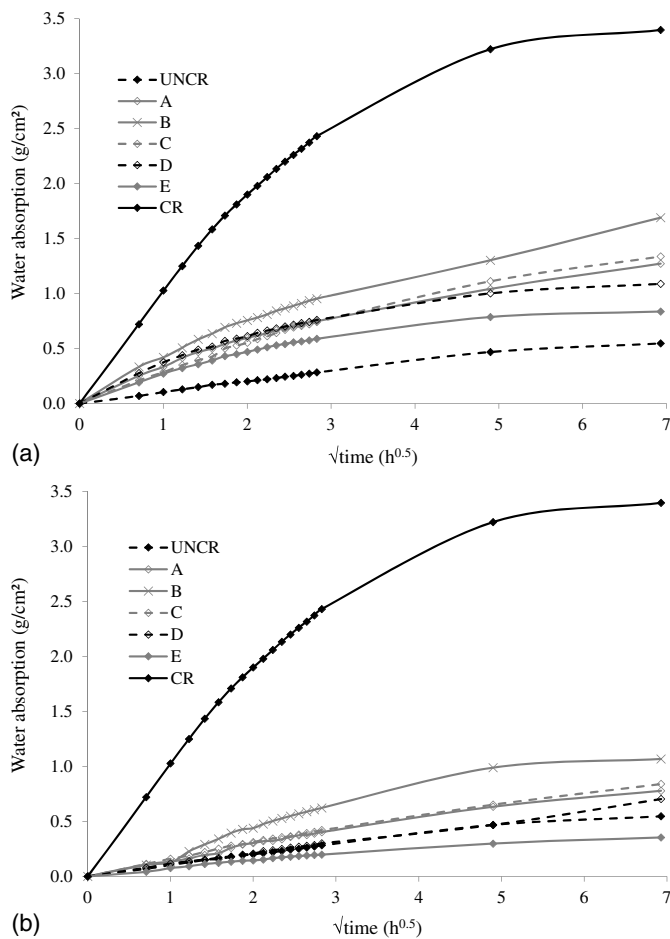 3.5
3.0
2.5
2.0
1.5
1.0
0.5
0.0
Water absorption (g/cm²)
UNCR
A
B
C
D
E
CR
0 1 2 3 4 5 6 7
√time (h^0.5)
(a)
3.5
3.0
2.5
2.0
1.5
1.0
0.5
0.0
Water absorption (g/cm²)
UNCR
A
B
C
D
E
CR
0 1 2 3 4 5 6 7
√time (h^0.5)
(b)